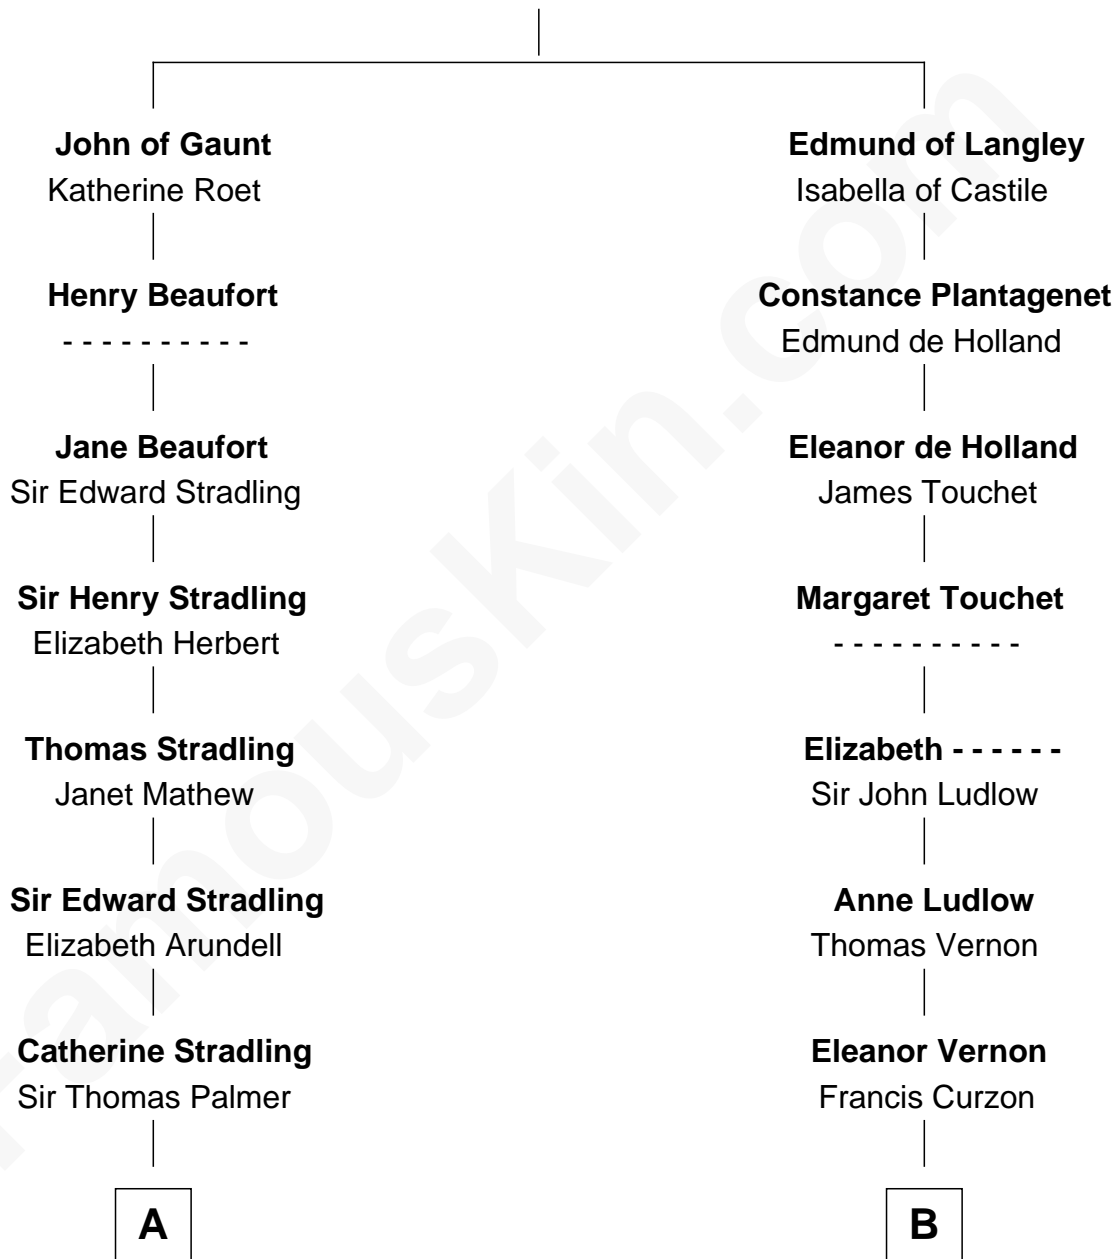 John of Gaunt
Katherine Roet
Henry Beaufort
- - - - - - - - - -
Jane Beaufort
Sir Edward Stradling
Sir Henry Stradling
Elizabeth Herbert
Thomas Stradling
Janet Mathew
Sir Edward Stradling
Elizabeth Arundell
Catherine Stradling
Sir Thomas Palmer
A
Edmund of Langley
Isabella of Castile
Constance Plantagenet
Edmund de Holland
Eleanor de Holland
James Touchet
Margaret Touchet
- - - - - - - - - -
Elizabeth - - - - - -
Sir John Ludlow
Anne Ludlow
Thomas Vernon
Eleanor Vernon
Francis Curzon
B
FamousKin.com